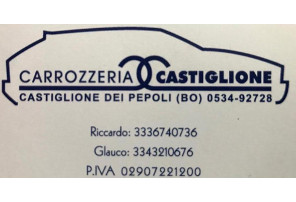 CARROZZERIA CASTIGLIONE
CASTIGLIONE DEI PEPOLI (BO) 0534-92728
Riccardo: 3336740736
Glauco: 3343210676
P.IVA 02907221200